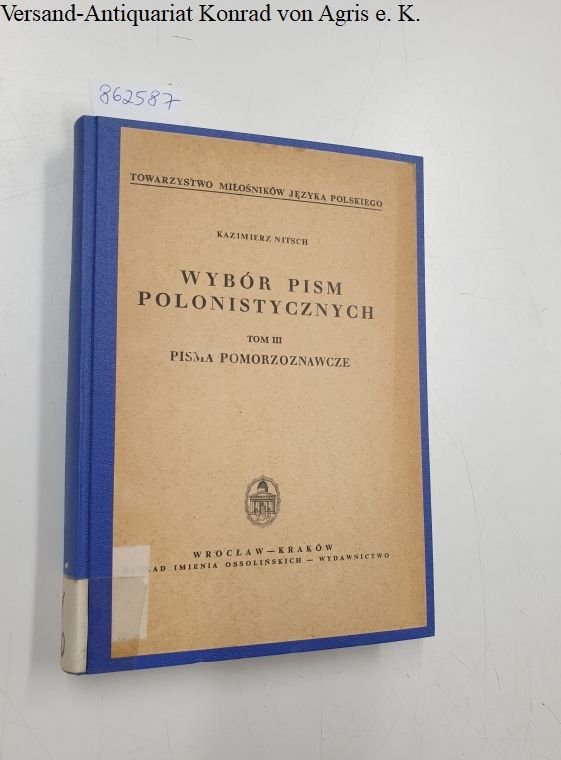 Versand-Antiquariat Konrad von Agris e. K.
862587
TOWARZYSTWO MIŁOŚNIKÓW JĘZYKA POLSKIEGO
KAZIMIERZ NITSCH
WYBÓR PISM
POLONISTYCZNYCH
TOM III
PISMA POMORZOZNAWCZE
WROCŁAW — KRAKÓW
AD IMIENIA OSSOLIŃSKICH — WYDAWNICTWO